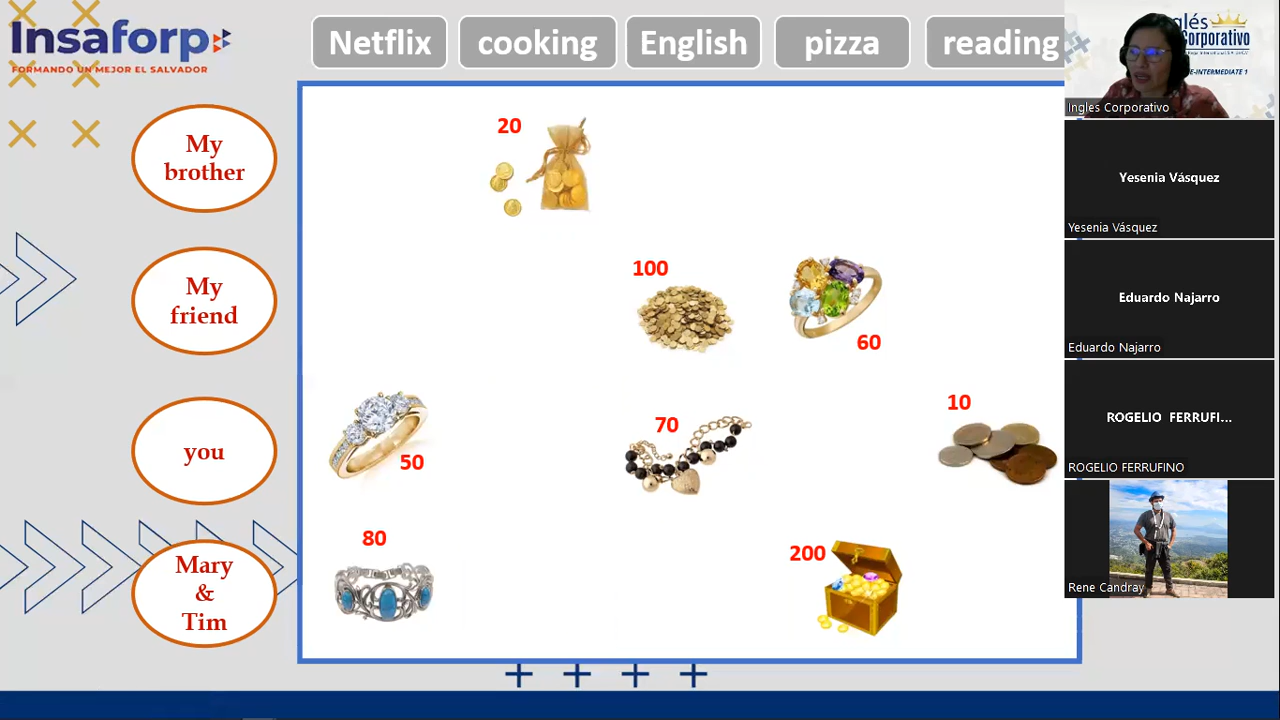 Insaforp
FORMANDO UN MEJOR EL SALVADOR
Netflix
cooking
English
pizza
reading
My
brother
My
friend
you
Mary
&
Tim
20
100
60
50
70
10
80
200
Corporativo
E-INTERMEDIATE 1
Ingles Corporativo
Yesenia Vásquez
Yesenia Vásquez
Eduardo Najarro
Eduardo Najarro
ROGELIO FERRUFI...
ROGELIO FERRUFINO
Rene Candray